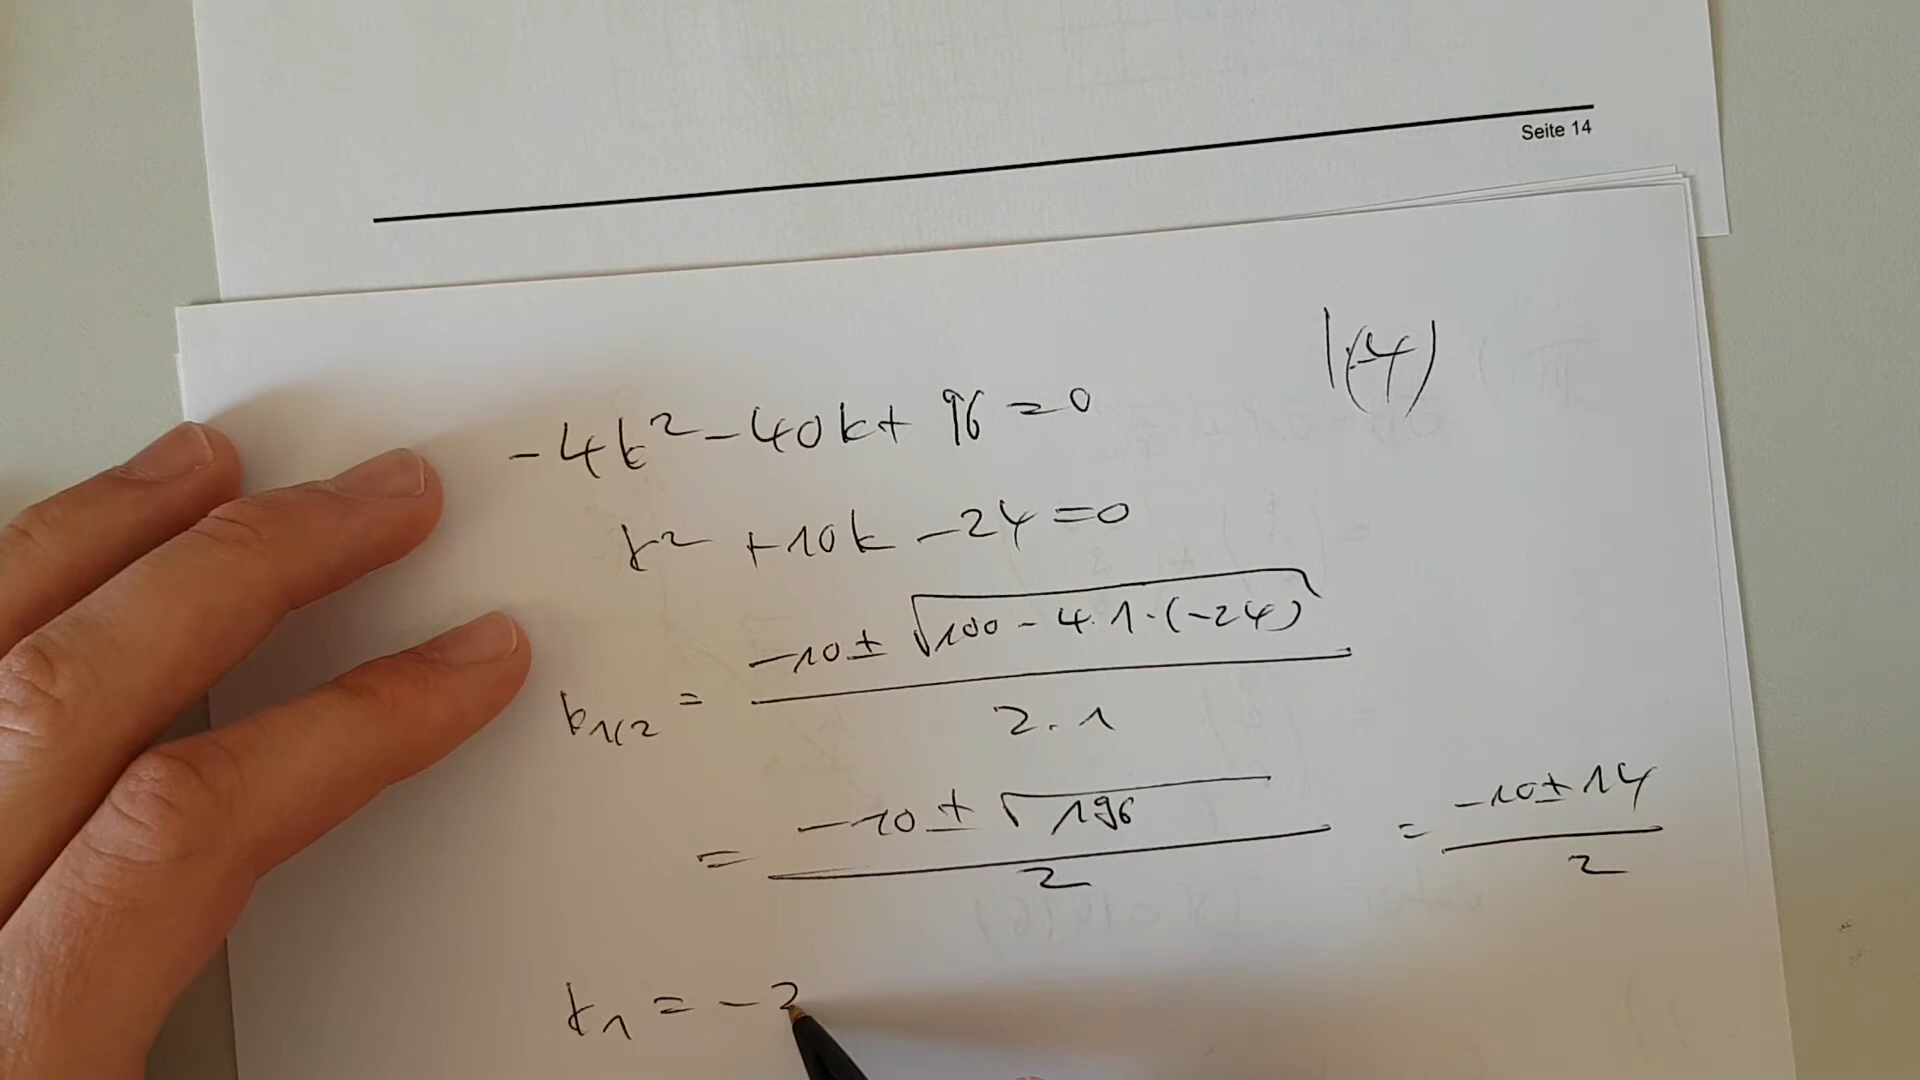 Seite 14
|:(-4)
-4k² - 40k + 96 = 0
k² + 10k - 24 = 0
k1/2 = (-10 ± √(100 - 4·1·(-24))) / (2·1)
= (-10 ± √196) / 2 = (-10 ± 14) / 2
k1 = -2